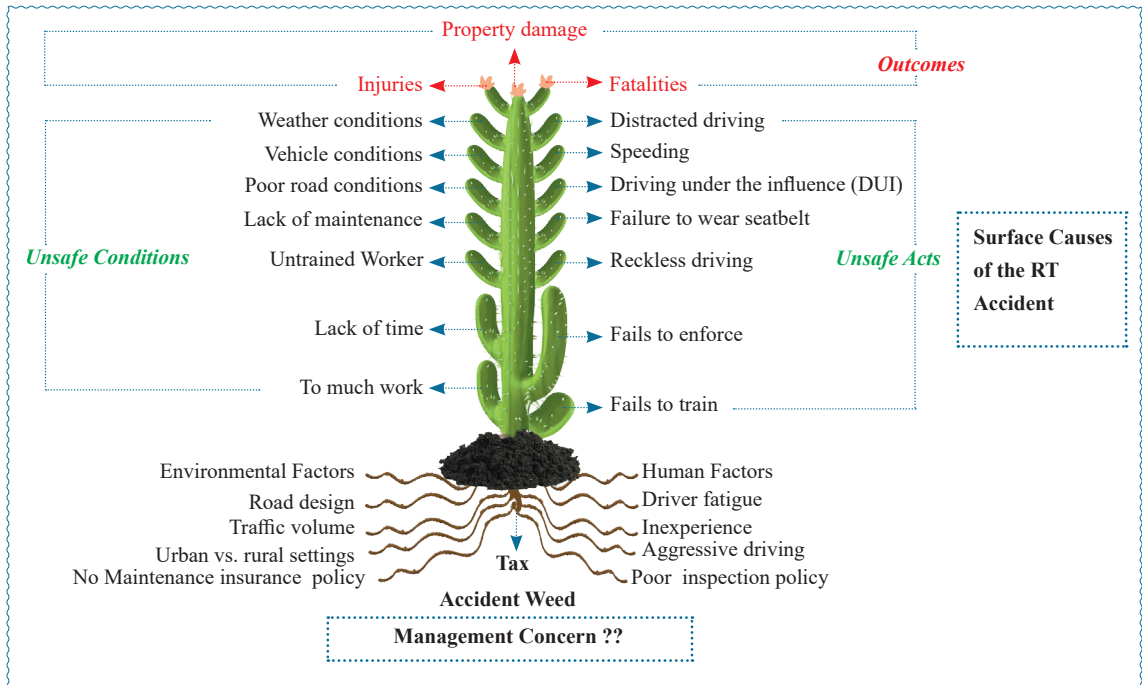 Property damage
Outcomes
Injuries
Fatalities
Weather conditions
Distracted driving
Vehicle conditions
Speeding
Poor road conditions
Driving under the influence (DUI)
Lack of maintenance
Failure to wear seatbelt
Unsafe Conditions
Untrained Worker
Reckless driving
Unsafe Acts
Surface Causes
of the RT
Accident
Lack of time
Fails to enforce
To much work
Fails to train
Environmental Factors
Human Factors
Road design
Driver fatigue
Traffic volume
Inexperience
Urban vs. rural settings
Aggressive driving
No Maintenance insurance policy
Tax
Poor inspection policy
Accident Weed
Management Concern ??